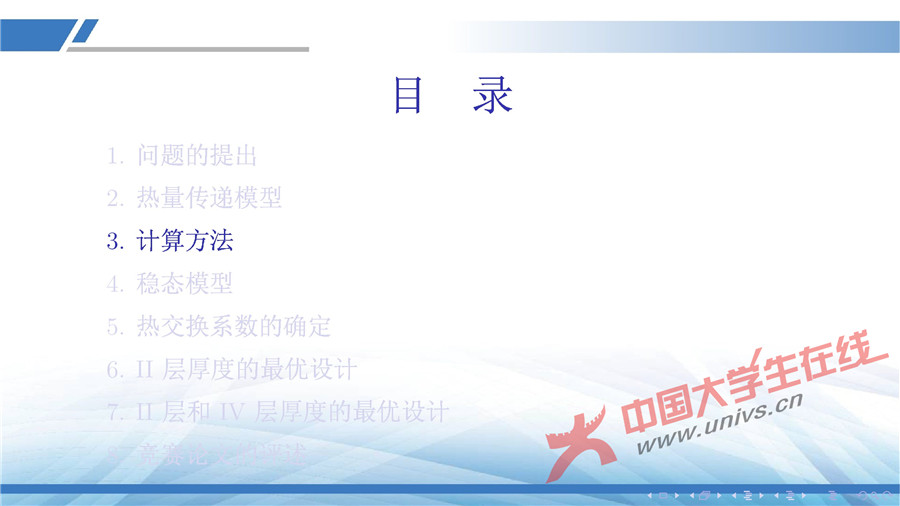 目 录
1. 问题的提出
2. 热量传递模型
3. 计算方法
4. 稳态模型
5. 热交换系数的确定
6. II 层厚度的最优设计
7. II 层和 IV 层厚度的最优设计
中国大学生在线
www.univs.cn